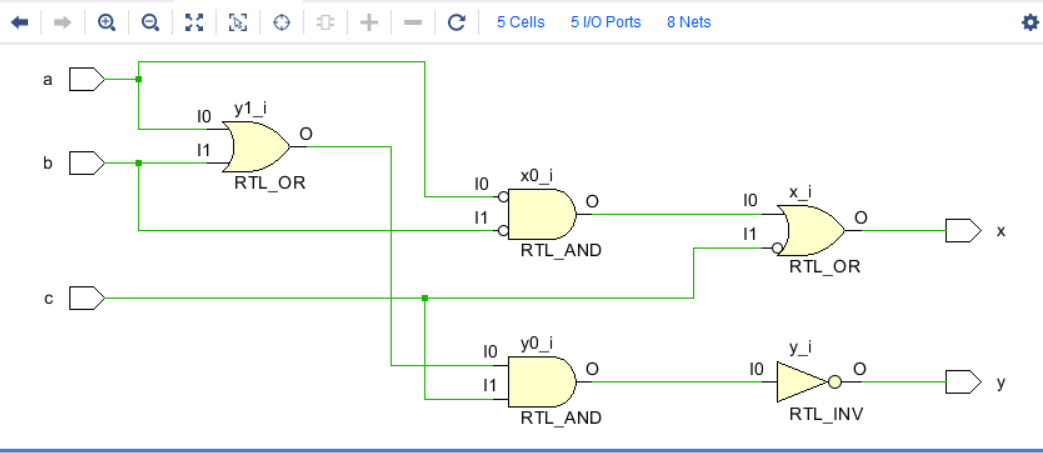 5 Cells 5 I/O Ports 8 Nets
a
I0 y1_i O
b
I1
RTL_OR
I0 x0_i O
I1
RTL_AND
I0 x_i O
I1
RTL_OR
x
c
I0 y0_i O
I1
RTL_AND
I0 y_i O
RTL_INV
y